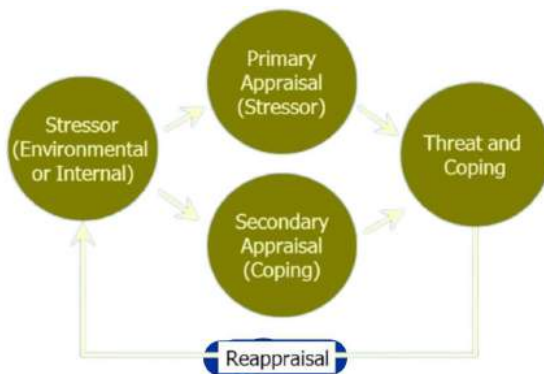 Primary
Appraisal
(Stressor)
Stressor
(Environmental
or Internal)
Threat and
Coping
Secondary
Appraisal
(Coping)
Reappraisal